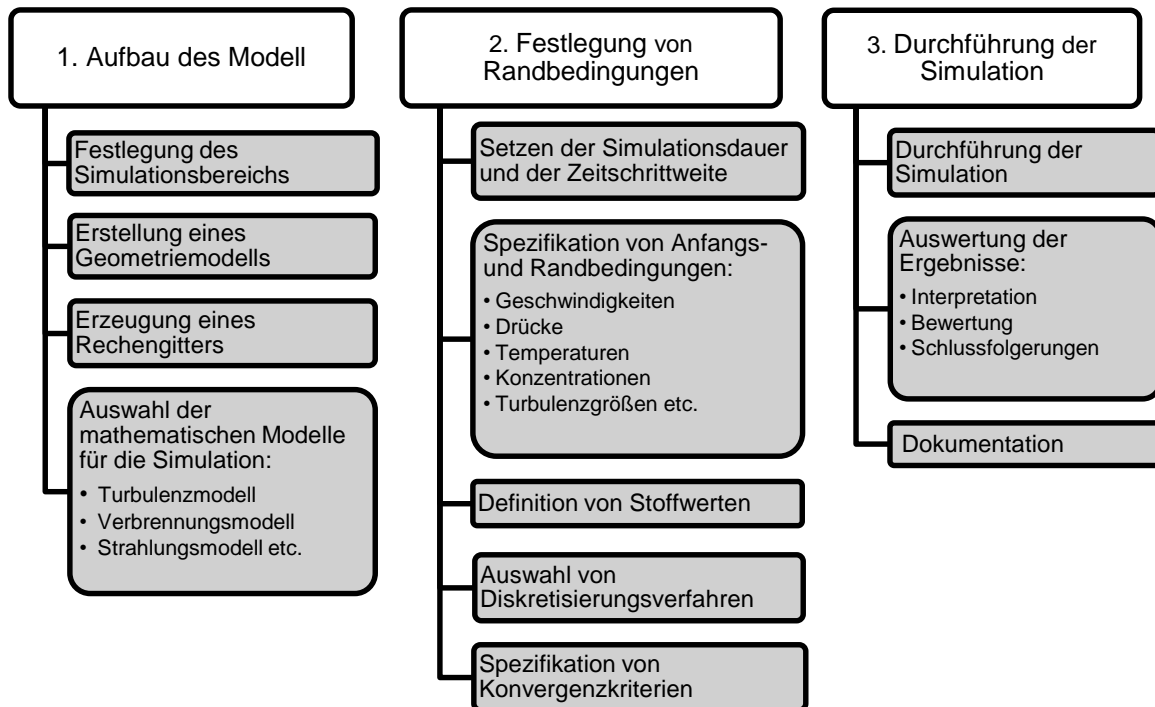 1. Aufbau des Modell
Festlegung des
Simulationsbereichs
Erstellung eines
Geometriemodells
Erzeugung eines
Rechengitters
Auswahl der
mathematischen Modelle
für die Simulation:
• Turbulenzmodell
• Verbrennungsmodell
• Strahlungsmodell etc.
2. Festlegung von
Randbedingungen
Setzen der Simulationsdauer
und der Zeitschrittweite
Spezifikation von Anfangs-
und Randbedingungen:
• Geschwindigkeiten
• Drücke
• Temperaturen
• Konzentrationen
• Turbulenzgrößen etc.
Definition von Stoffwerten
Auswahl von
Diskretisierungsverfahren
Spezifikation von
Konvergenzkriterien
3. Durchführung der
Simulation
Durchführung der
Simulation
Auswertung der
Ergebnisse:
• Interpretation
• Bewertung
• Schlussfolgerungen
Dokumentation